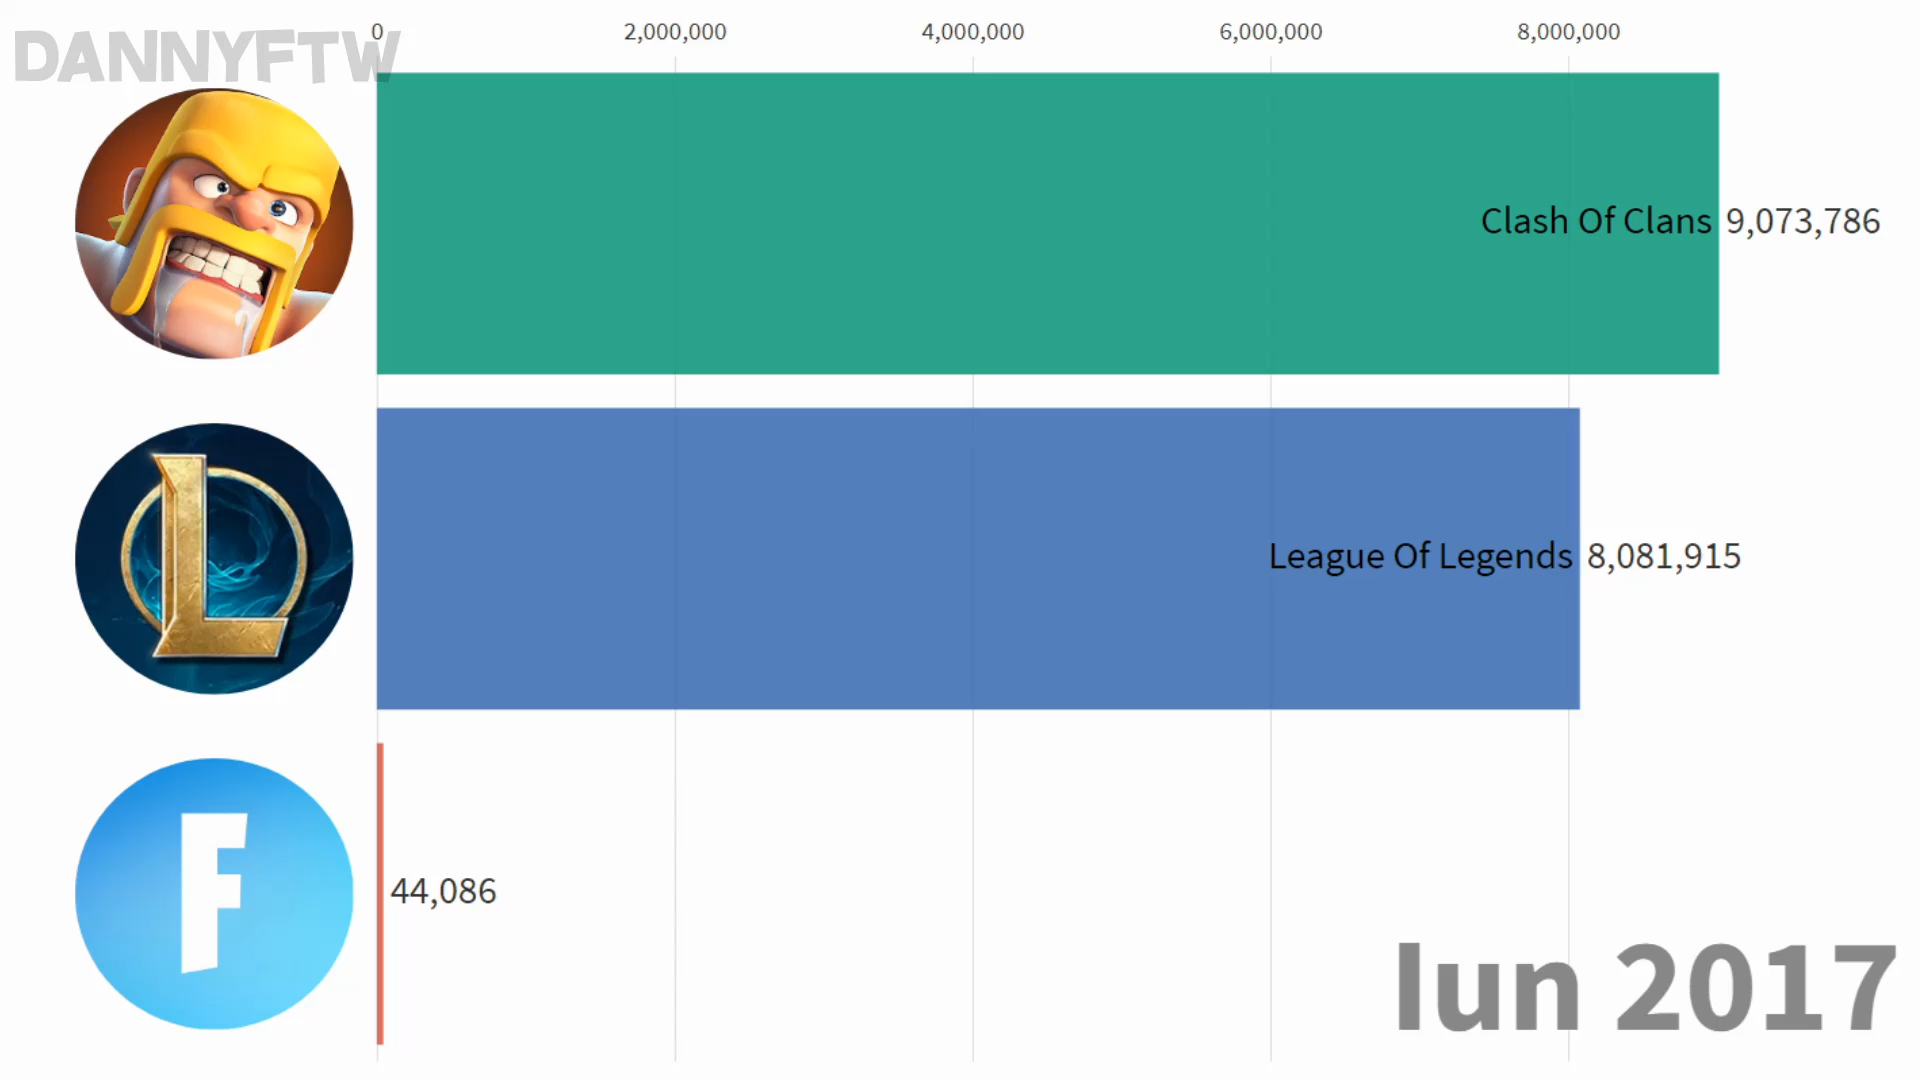 DANNYFTW
0 2,000,000 4,000,000 6,000,000 8,000,000
Clash Of Clans 9,073,786
L
League Of Legends 8,081,915
F
44,086
Iun 2017